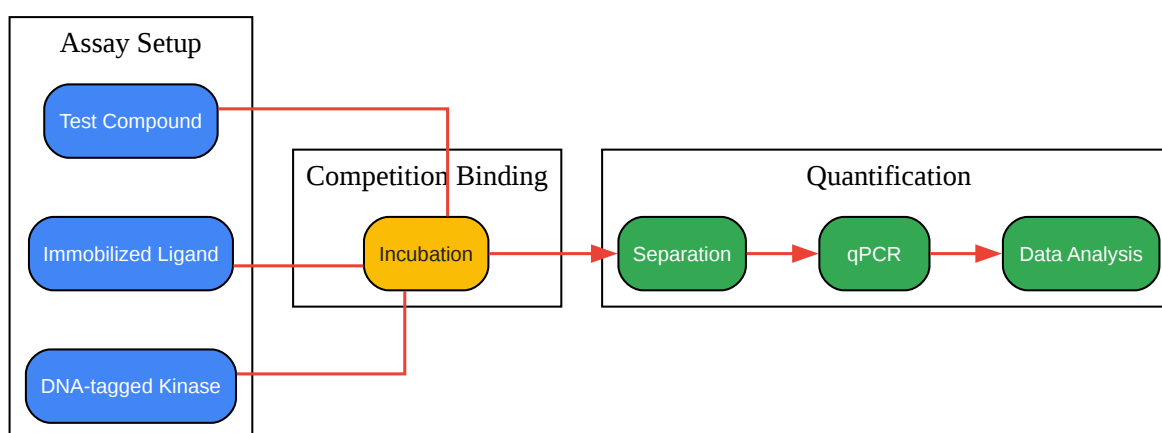 Assay Setup
Test Compound
Immobilized Ligand
DNA-tagged Kinase
Competition Binding
Incubation
Quantification
Separation
qPCR
Data Analysis